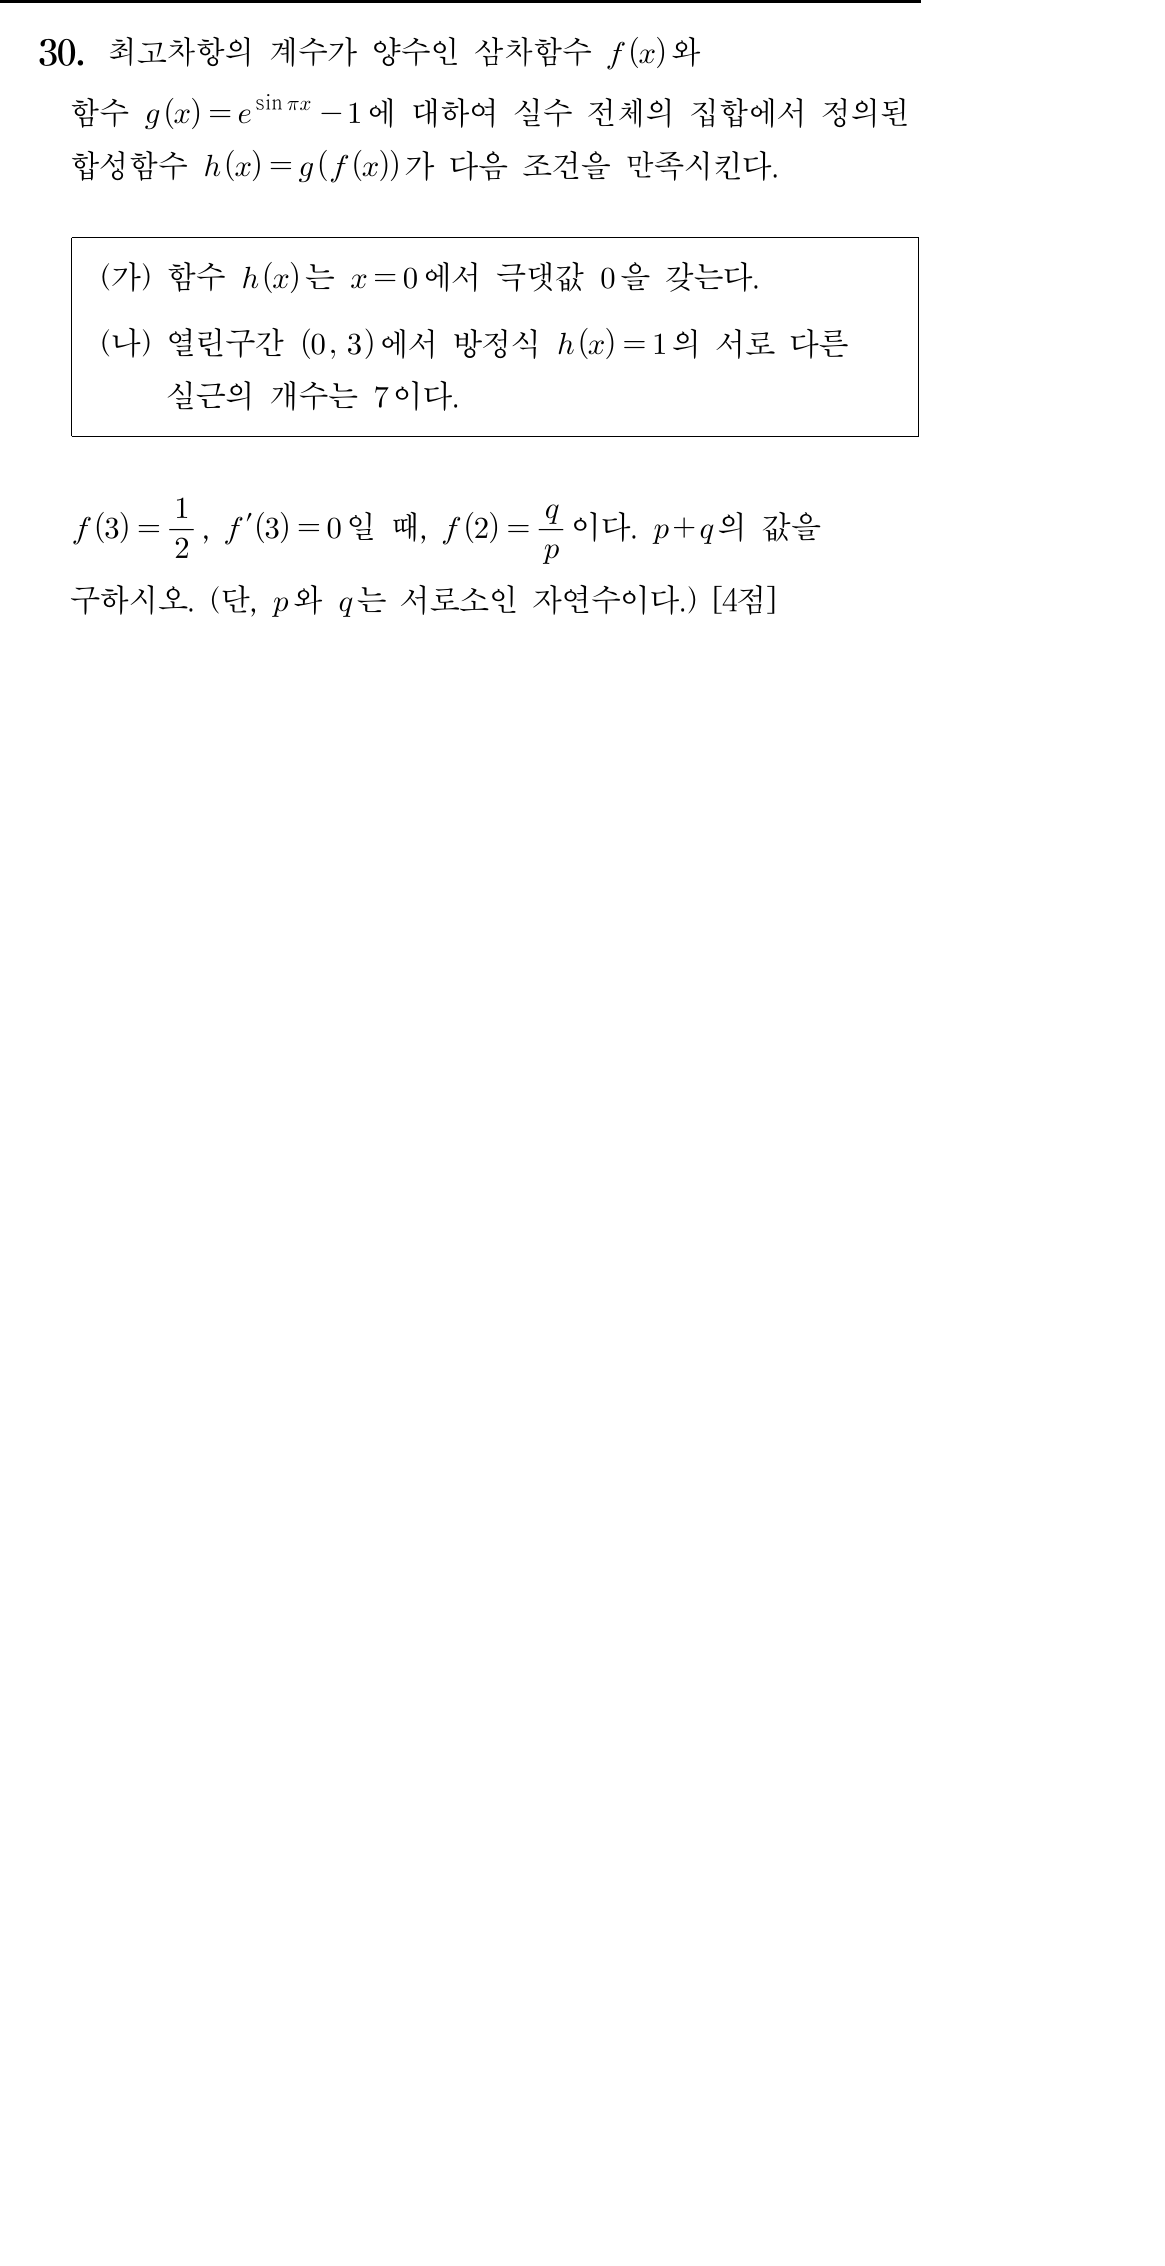 30. 최고차항의 계수가 양수인 삼차함수 f(x)와
함수 g(x)=e^{sin πx}−1에 대하여 실수 전체의 집합에서 정의된
합성함수 h(x)=g(f(x))가 다음 조건을 만족시킨다.
(가) 함수 h(x)는 x=0에서 극댓값 0을 갖는다.
(나) 열린구간 (0, 3)에서 방정식 h(x)=1의 서로 다른
실근의 개수는 7이다.
f(3)=1/2, f′(3)=0일 때, f(2)=q/p이다. p+q의 값을
구하시오. (단, p와 q는 서로소인 자연수이다.) [4점]